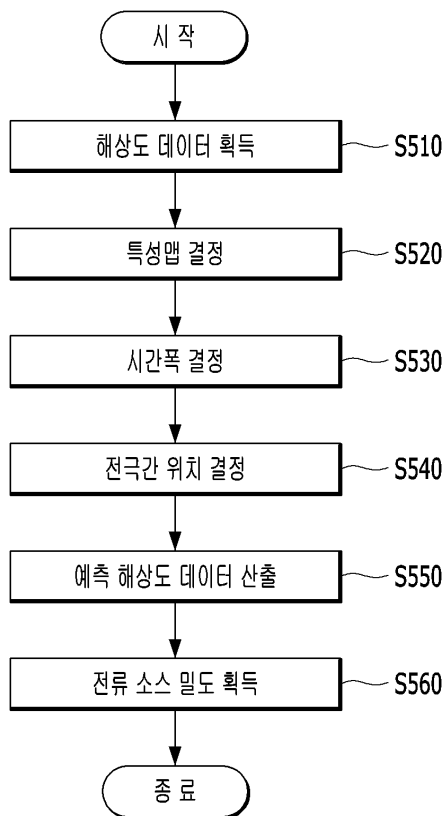 시 작
해상도 데이터 획득
S510
특성맵 결정
S520
시간폭 결정
S530
전극간 위치 결정
S540
예측 해상도 데이터 산출
S550
전류 소스 밀도 획득
S560
종 료